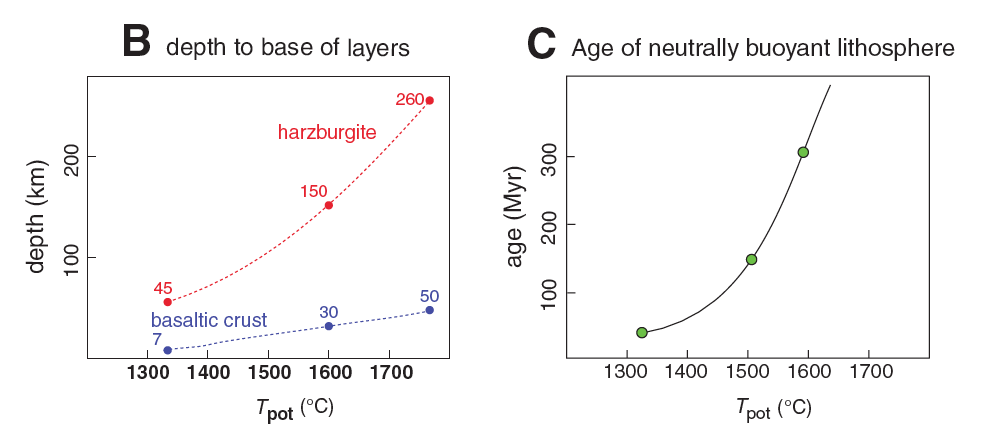 B depth to base of layers
depth (km)
200
100
260
harzburgite
150
45
basaltic crust
7
30
50
1300 1400 1500 1600 1700
Tpot (°C)
C Age of neutrally buoyant lithosphere
age (Myr)
300
200
100
1300 1400 1500 1600 1700
Tpot (°C)